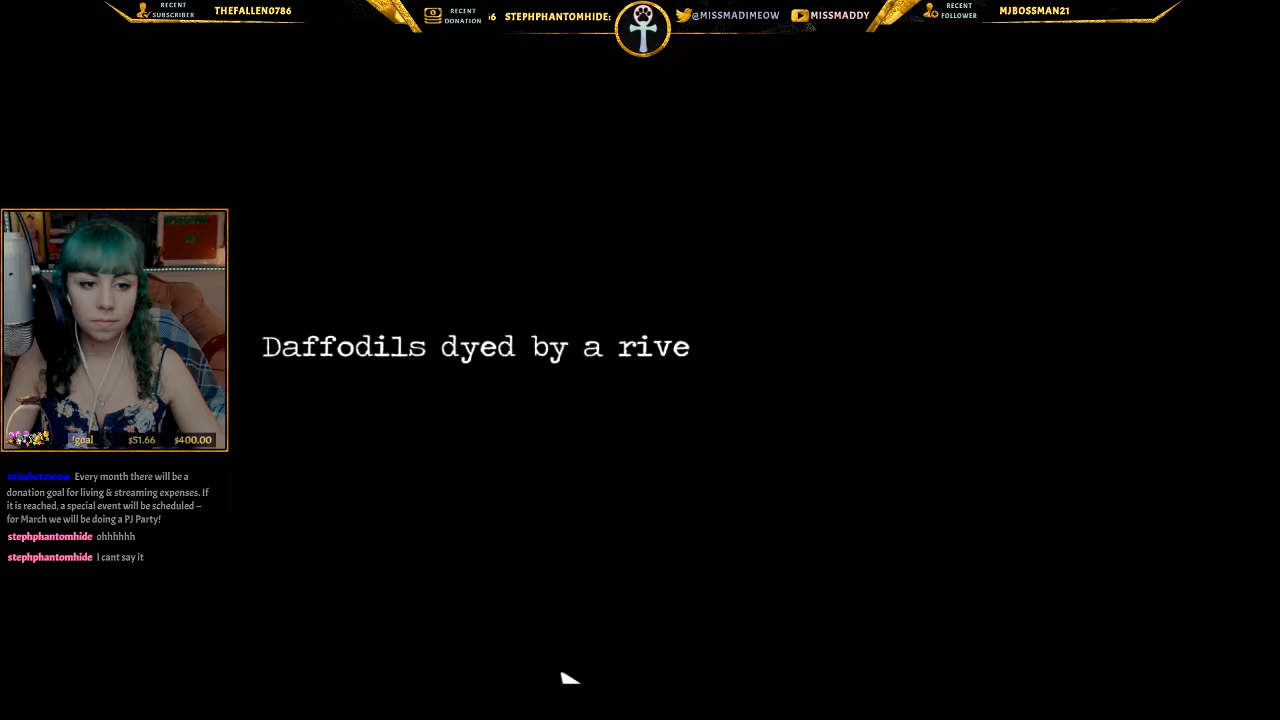 RECENT
SUBSCRIBER
THEFALLEN0786
RECENT
DONATION
6 STEPHPHANTOMHIDE:
@MISSMADIMEOW
MISSMADDY
RECENT
FOLLOWER
MJBOSSMAN21
Daffodils dyed by a rive
!goal $51.66 $400.00
Every month there will be a
donation goal for living & streaming expenses. If
it is reached, a special event will be scheduled –
for March we will be doing a PJ Party!
stephphantomhide ohhhhhh
stephphantomhide I cant say it